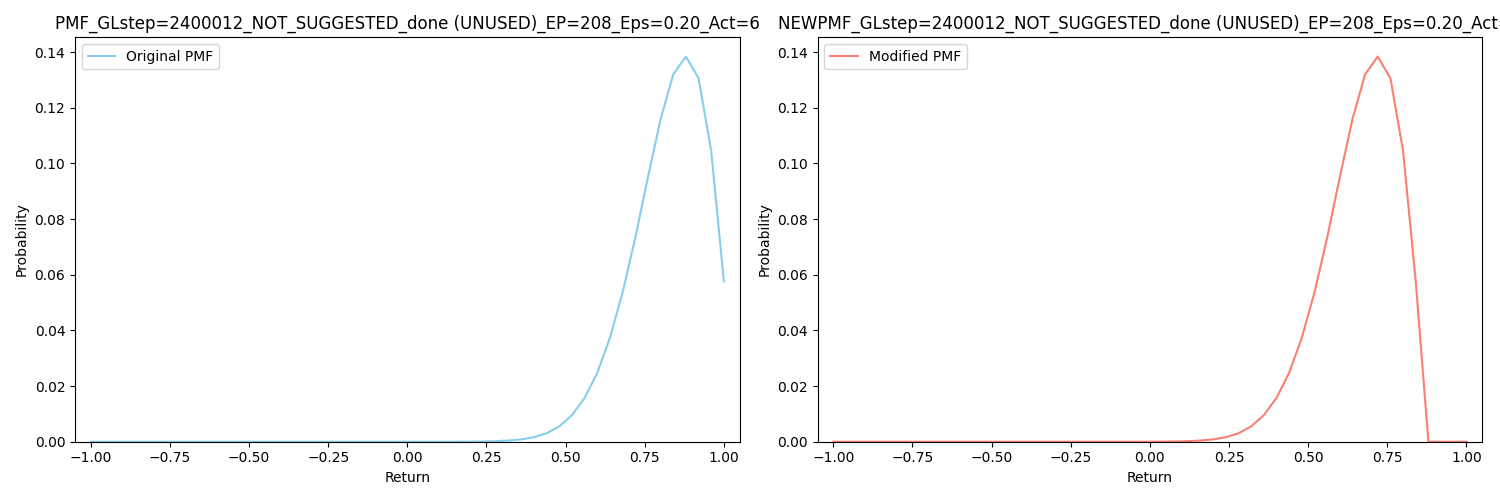 PMF_GLstep=2400012_NOT_SUGGESTED_done (UNUSED)_EP=208_Eps=0.20_Act=6
Original PMF
0.14
0.12
0.10
0.08
0.06
0.04
0.02
0.00
Probability
−1.00 −0.75 −0.50 −0.25 0.00 0.25 0.50 0.75 1.00
Return
NEWPMF_GLstep=2400012_NOT_SUGGESTED_done (UNUSED)_EP=208_Eps=0.20_Act=
Modified PMF
0.14
0.12
0.10
0.08
0.06
0.04
0.02
0.00
Probability
−1.00 −0.75 −0.50 −0.25 0.00 0.25 0.50 0.75 1.00
Return